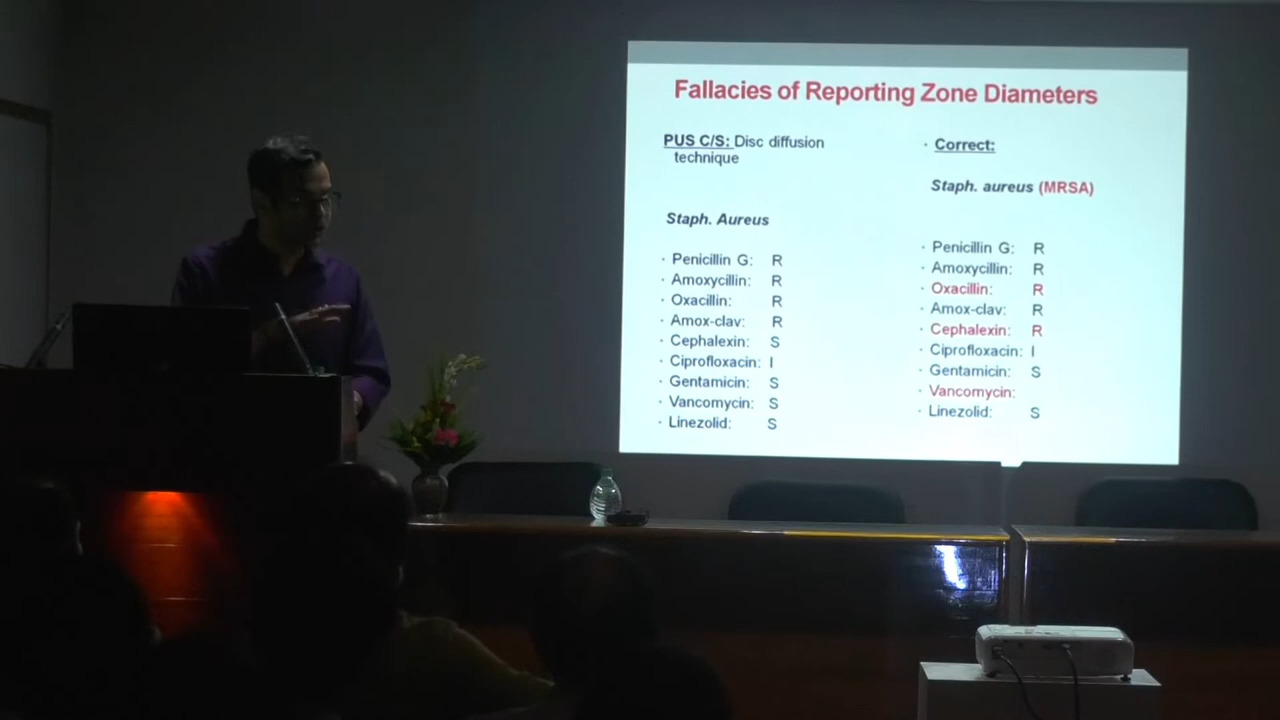 Fallacies of Reporting Zone Diameters
PUS C/S: Disc diffusion
technique
Staph. Aureus
· Penicillin G: R
· Amoxycillin: R
· Oxacillin: R
· Amox-clav: R
· Cephalexin: S
· Ciprofloxacin: I
· Gentamicin: S
· Vancomycin: S
· Linezolid: S
· Correct:
Staph. aureus (MRSA)
· Penicillin G: R
· Amoxycillin: R
· Oxacillin: R
· Amox-clav: R
· Cephalexin: R
· Ciprofloxacin: I
· Gentamicin: S
· Vancomycin:
· Linezolid: S